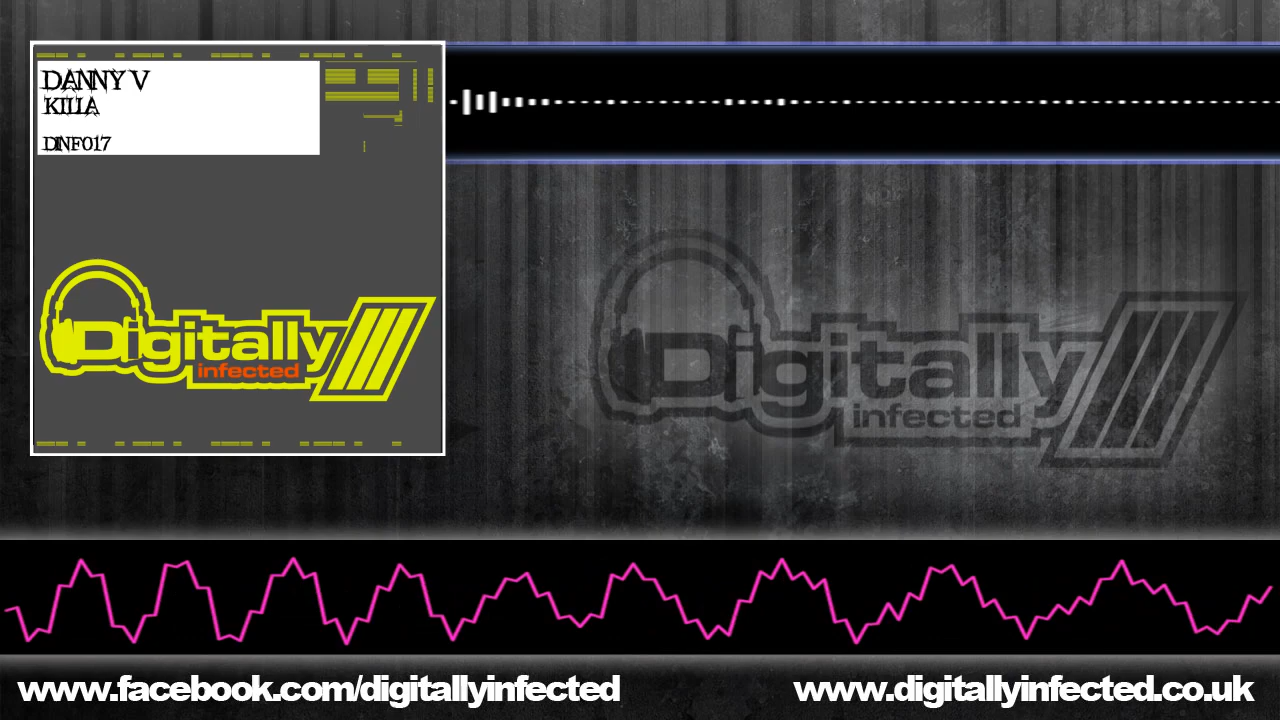 DANNY V
KILLA
DINF017
Digitally
infected
Digitally
infected
www.facebook.com/digitallyinfected
www.digitallyinfected.co.uk